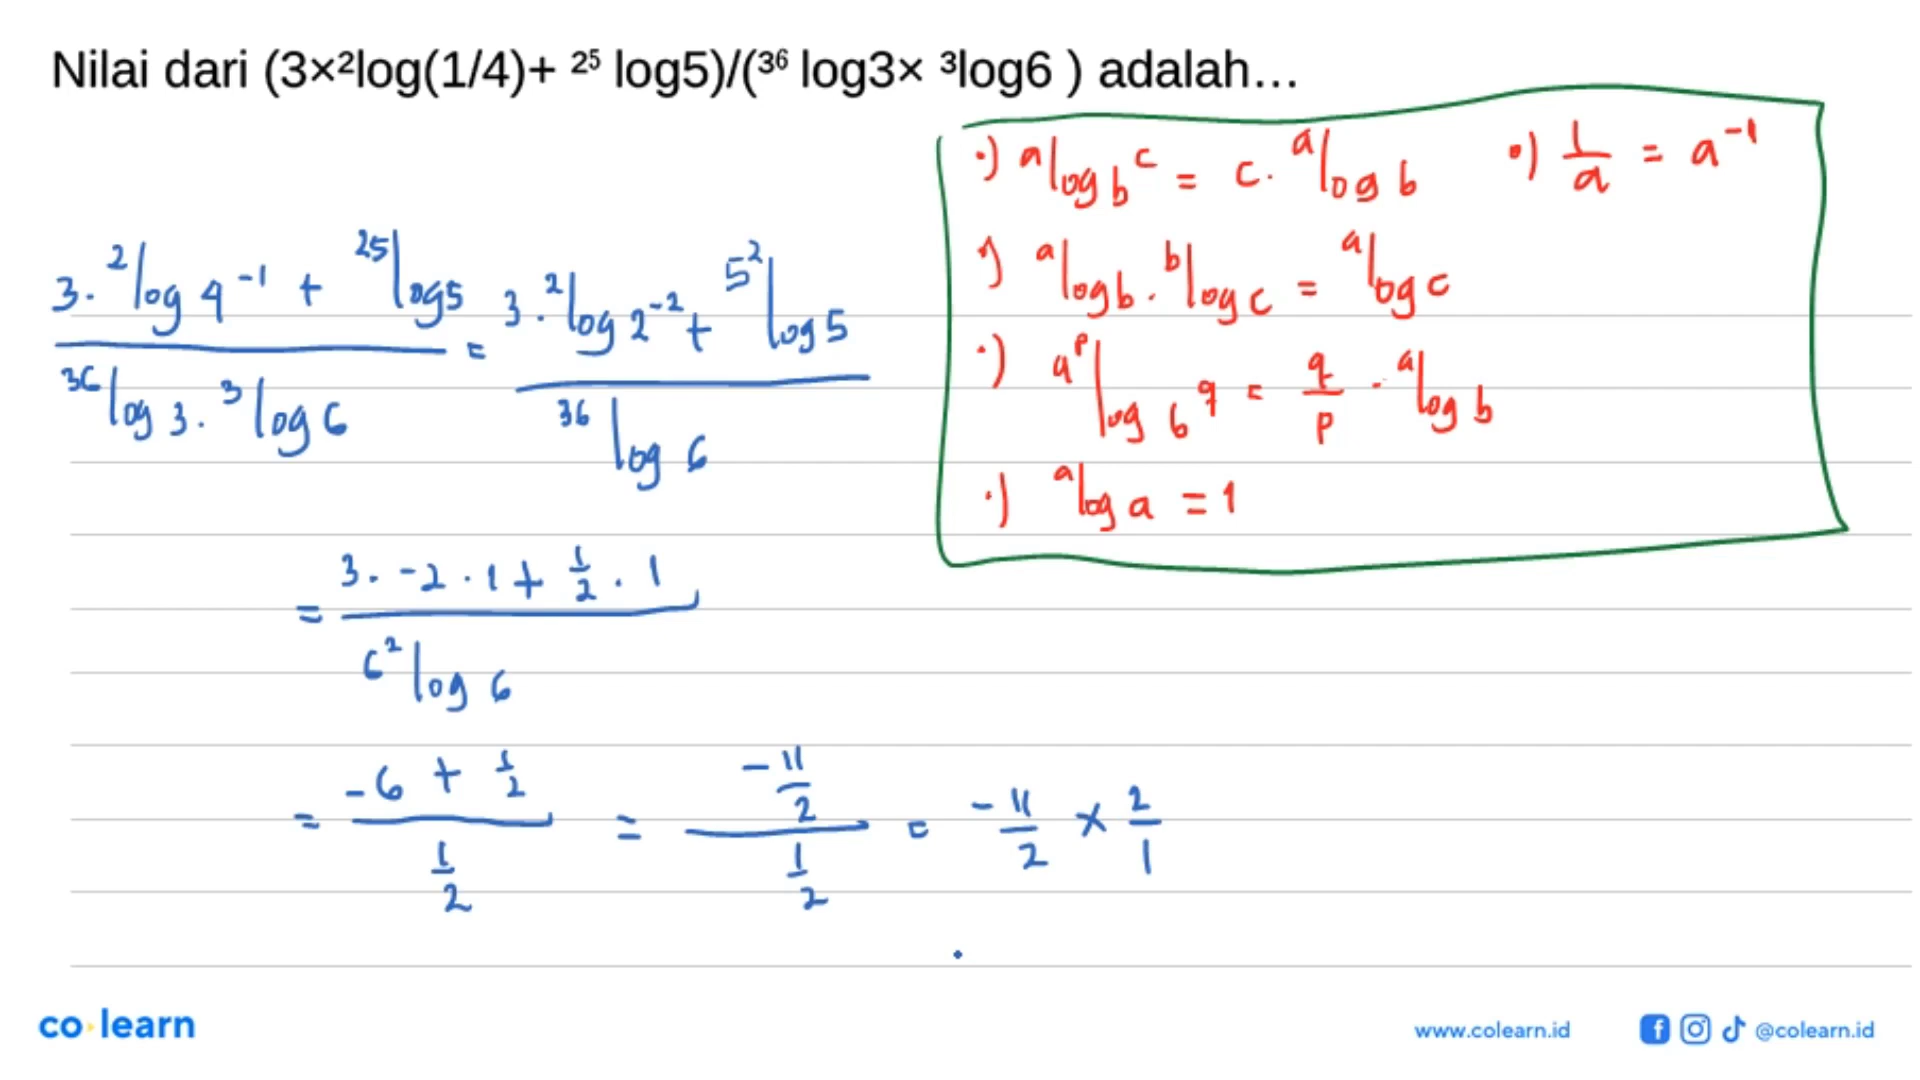 Nilai dari (3×²log(1/4)+ ²⁵ log5)/(³⁶ log3× ³log6 ) adalah...
·) ᵃlog bᶜ = c. ᵃlog b ·) 1/a = a⁻¹
·) ᵃlog b . ᵇlog c = ᵃlog c
·) a^p log b^q = q/p . ᵃlog b
·) ᵃlog a = 1
(3. ²log 4⁻¹ + ²⁵log 5)/(³⁶log 3. ³log 6) = (3. ²log 2⁻² + 5²log 5)/(³⁶log 6)
= (3. -2 . 1 + 1/2 . 1)/(6²log 6)
= (-6 + 1/2)/(1/2) = (-11/2)/(1/2) = -11/2 × 2/1
co learn
www.colearn.id
@colearn.id